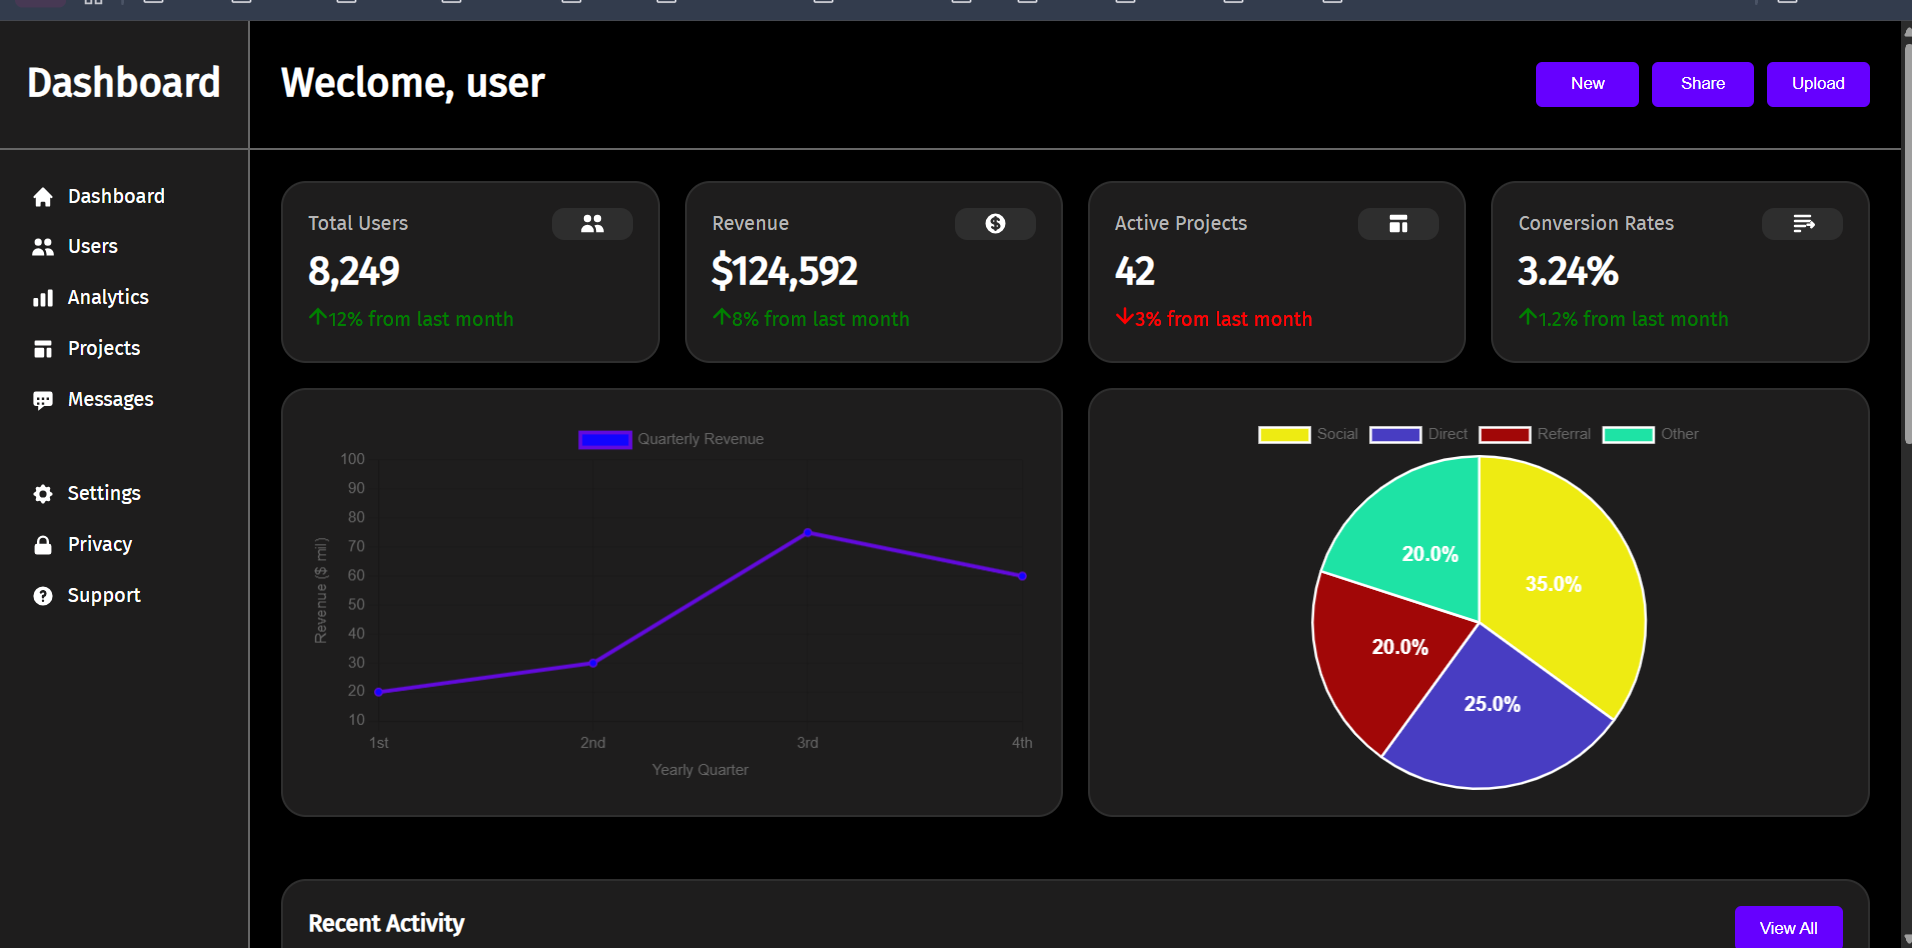 Dashboard
Weclome, user
New
Share
Upload
Dashboard
Users
Analytics
Projects
Messages
Settings
Privacy
Support
Total Users
8,249
12% from last month
Revenue
$124,592
8% from last month
Active Projects
42
3% from last month
Conversion Rates
3.24%
1.2% from last month
Quarterly Revenue
100
90
80
70
60
50
40
30
20
10
Revenue ($ mil)
1st
2nd
3rd
4th
Yearly Quarter
Social
Direct
Referral
Other
20.0%
35.0%
20.0%
25.0%
Recent Activity
View All